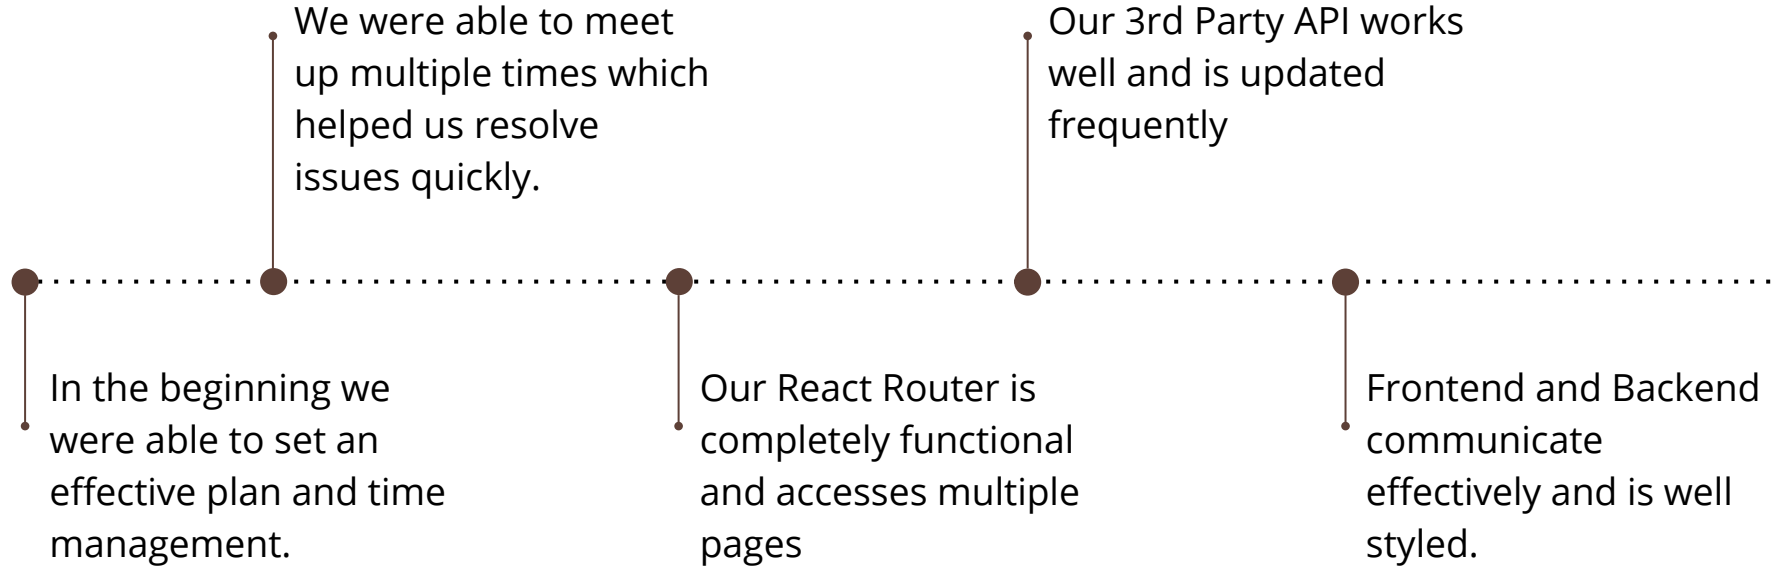 We were able to meet
up multiple times which
helped us resolve
issues quickly.
Our 3rd Party API works
well and is updated
frequently
In the beginning we
were able to set an
effective plan and time
management.
Our React Router is
completely functional
and accesses multiple
pages
Frontend and Backend
communicate
effectively and is well
styled.